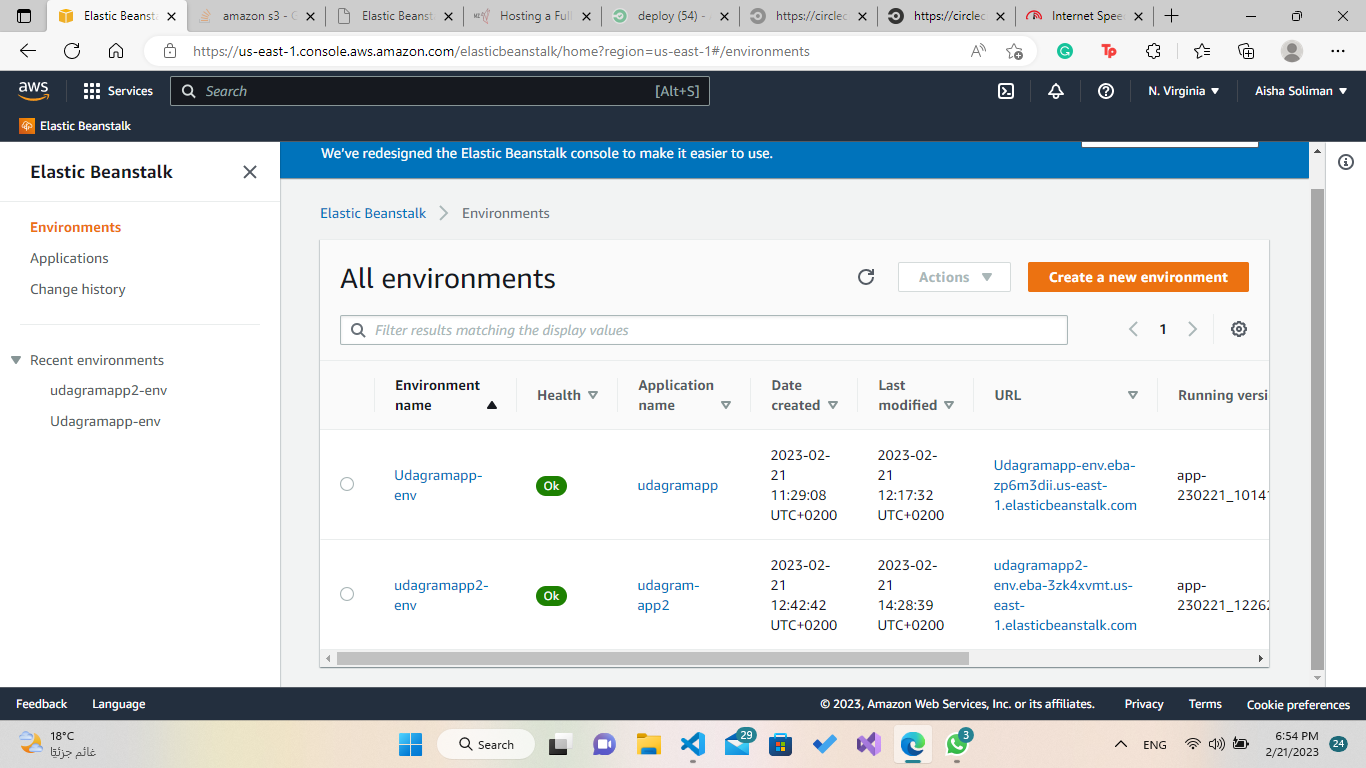 Elastic Beansta
amazon s3 - G
Elastic Beanst
Hosting a Full
deploy (54) -
https://circlec
https://circlec
Internet Spee
https://us-east-1.console.aws.amazon.com/elasticbeanstalk/home?region=us-east-1#/environments
aws
Services
Search
[Alt+S]
N. Virginia
Aisha Soliman
Elastic Beanstalk
Elastic Beanstalk
We've redesigned the Elastic Beanstalk console to make it easier to use.
Environments
Applications
Change history
Recent environments
udagramapp2-env
Udagramapp-env
Elastic Beanstalk
Environments
All environments
Actions
Create a new environment
Filter results matching the display values
1
Environment
name
Health
Application
name
Date
created
Last
modified
URL
Running versi
Udagramapp-
env
Ok
udagramapp
2023-02-
21
11:29:08
UTC+0200
2023-02-
21
12:17:32
UTC+0200
Udagramapp-env.eba-
zp6m3dii.us-east-
1.elasticbeanstalk.com
app-
230221_10141
udagramapp2-
env
Ok
udagram-
app2
2023-02-
21
12:42:42
UTC+0200
2023-02-
21
14:28:39
UTC+0200
udagramapp2-
env.eba-3zk4xvmt.us-
east-
1.elasticbeanstalk.com
app-
230221_12262
Feedback
Language
© 2023, Amazon Web Services, Inc. or its affiliates.
Privacy
Terms
Cookie preferences
18°C
غائم جزئيًا
Search
29
3
ENG
6:54 PM
2/21/2023
24